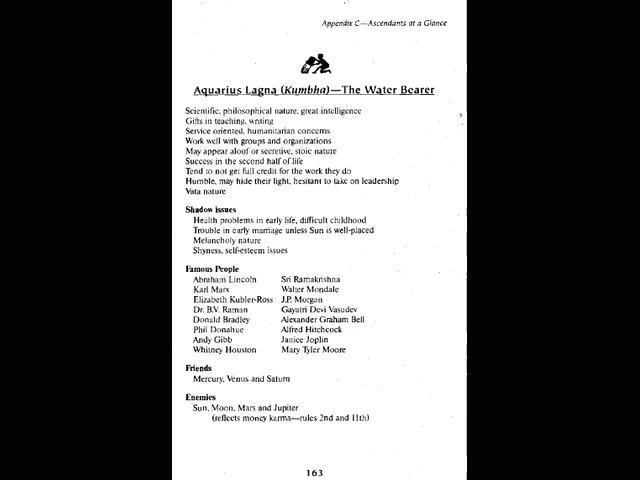 Appendix C—Ascendants at a Glance
Aquarius Lagna (Kumbha)—The Water Bearer
Scientific, philosophical nature, great intelligence
Gifts in teaching, writing
Service oriented, humanitarian concerns
Work well with groups and organizations
May appear aloof or secretive, stoic nature
Success in the second half of life
Tend to not get full credit for the work they do
Humble, may hide their light, hesitant to take on leadership
Vata nature
Shadow issues
Health problems in early life, difficult childhood
Trouble in early marriage unless Sun is well-placed
Melancholy nature
Shyness, self-esteem issues
Famous People
Abraham Lincoln Sri Ramakrishna
Karl Marx Walter Mondale
Elizabeth Kubler-Ross J.P. Morgan
Dr. B.V. Raman Gayatri Devi Vasudev
Donald Bradley Alexander Graham Bell
Phil Donahue Alfred Hitchcock
Andy Gibb Janice Joplin
Whitney Houston Mary Tyler Moore
Friends
Mercury, Venus and Saturn
Enemies
Sun, Moon, Mars and Jupiter
(reflects money karma—rules 2nd and 11th)
163